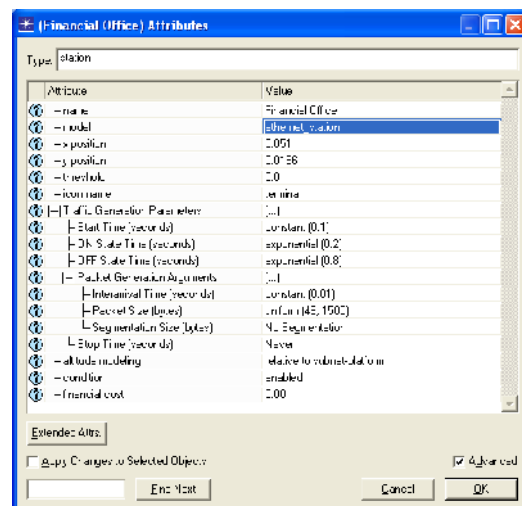 (Financial Office) Attributes
Type: station
Attribute Value
name Financial Office
model ethernet_station
x position 0.051
y position
threshold 0.0
icon name terminal
Traffic Generation Parameters (...)
Start Time (seconds) constant (0.1)
ON State Time (seconds) exponential (0.2)
OFF State Time (seconds) exponential (0.8)
Packet Generation Arguments (...)
Interarrival Time (seconds) constant (0.01)
Packet Size (bytes) uniform 1500)
Segmentation Size (bytes) No Segmentation
Stop Time (seconds) Never
altitude modeling relative to subnet-platform
condition enabled
financial cost 0.00
Extended Attrs.
Apply Changes to Selected Objects Advanced
Find Next Cancel OK